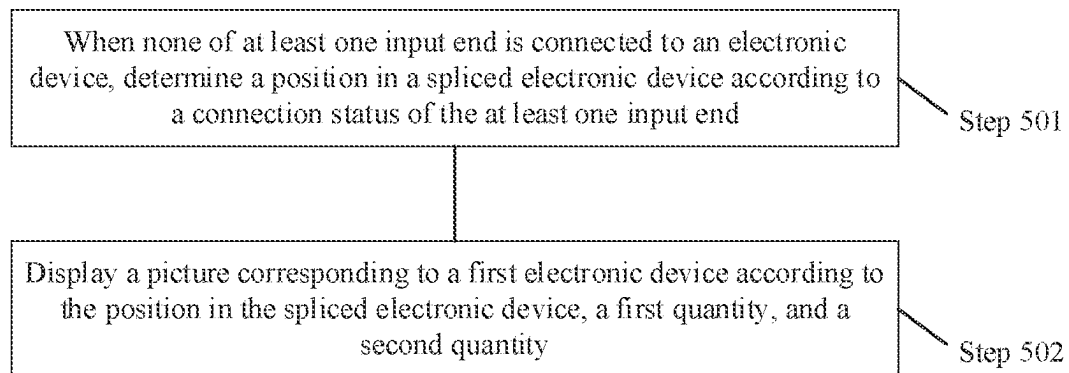 When none of at least one input end is connected to an electronic
device, determine a position in a spliced electronic device according to
a connection status of the at least one input end
Step 501
Display a picture corresponding to a first electronic device according to
the position in the spliced electronic device, a first quantity, and a
second quantity
Step 502